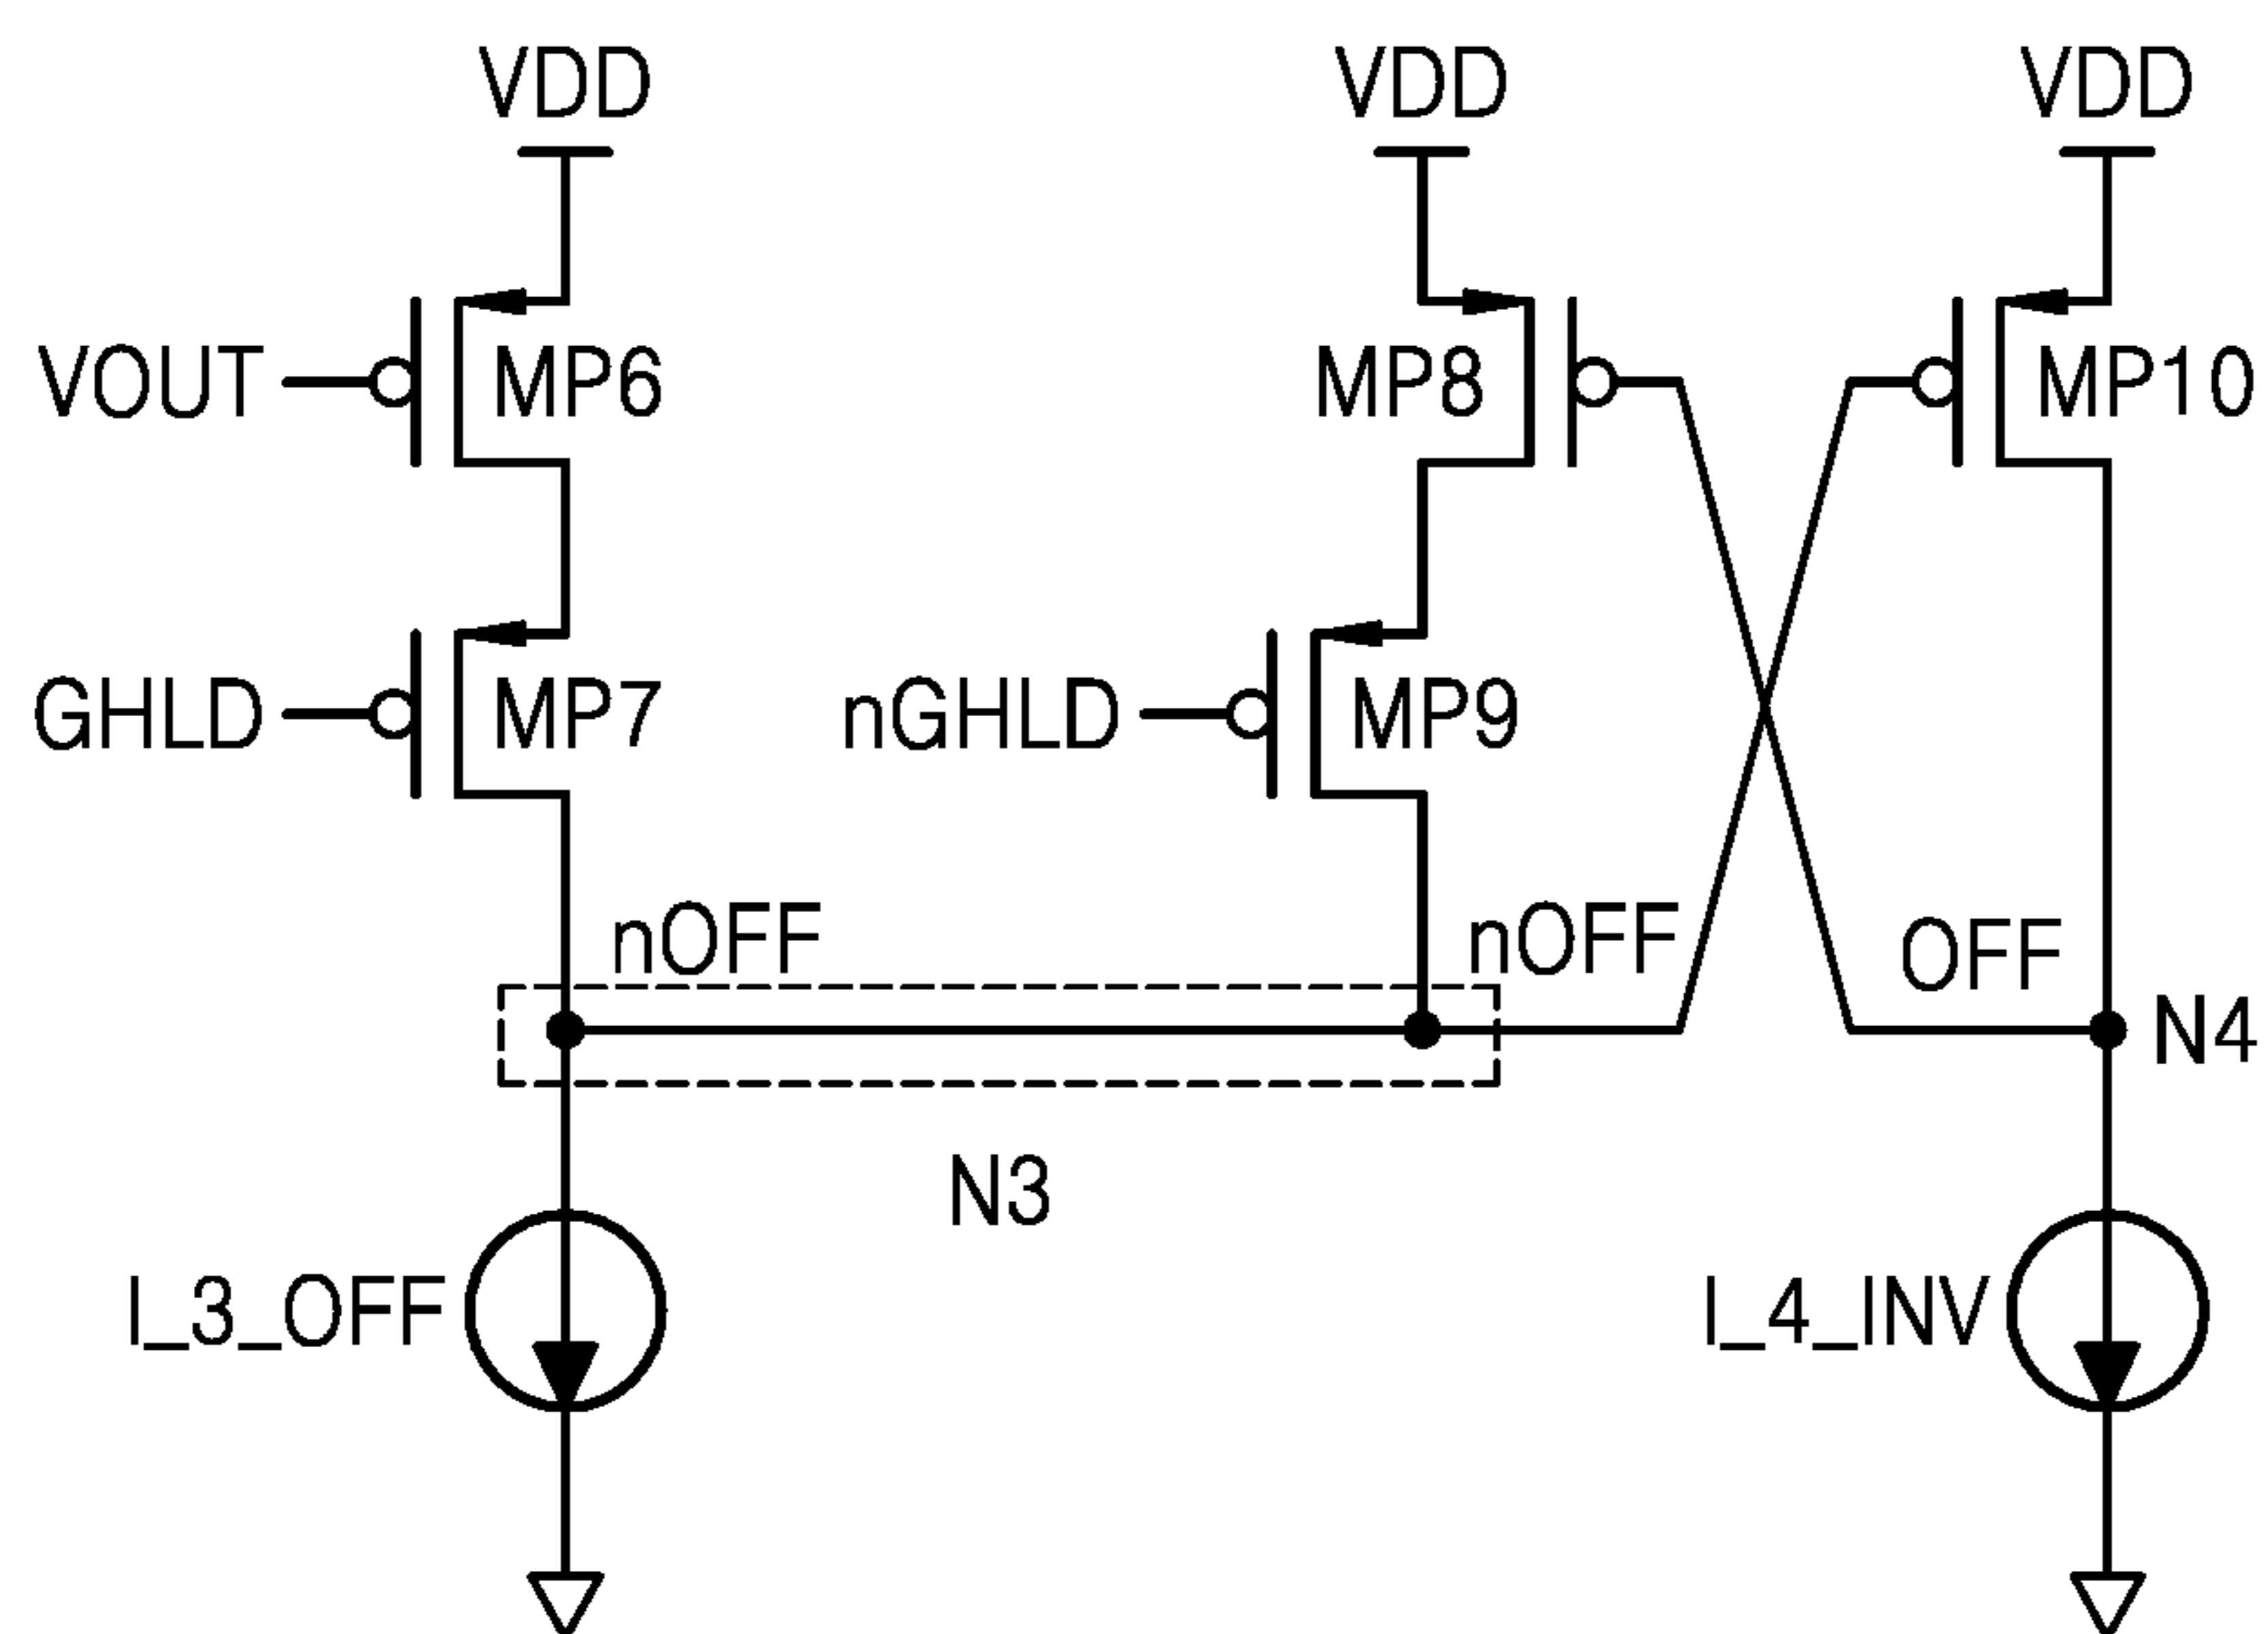 VDD VDD VDD
VOUT MP6 MP8 MP10
GHLD MP7 nGHLD MP9
nOFF nOFF OFF
N4
N3
I_3_OFF I_4_INV